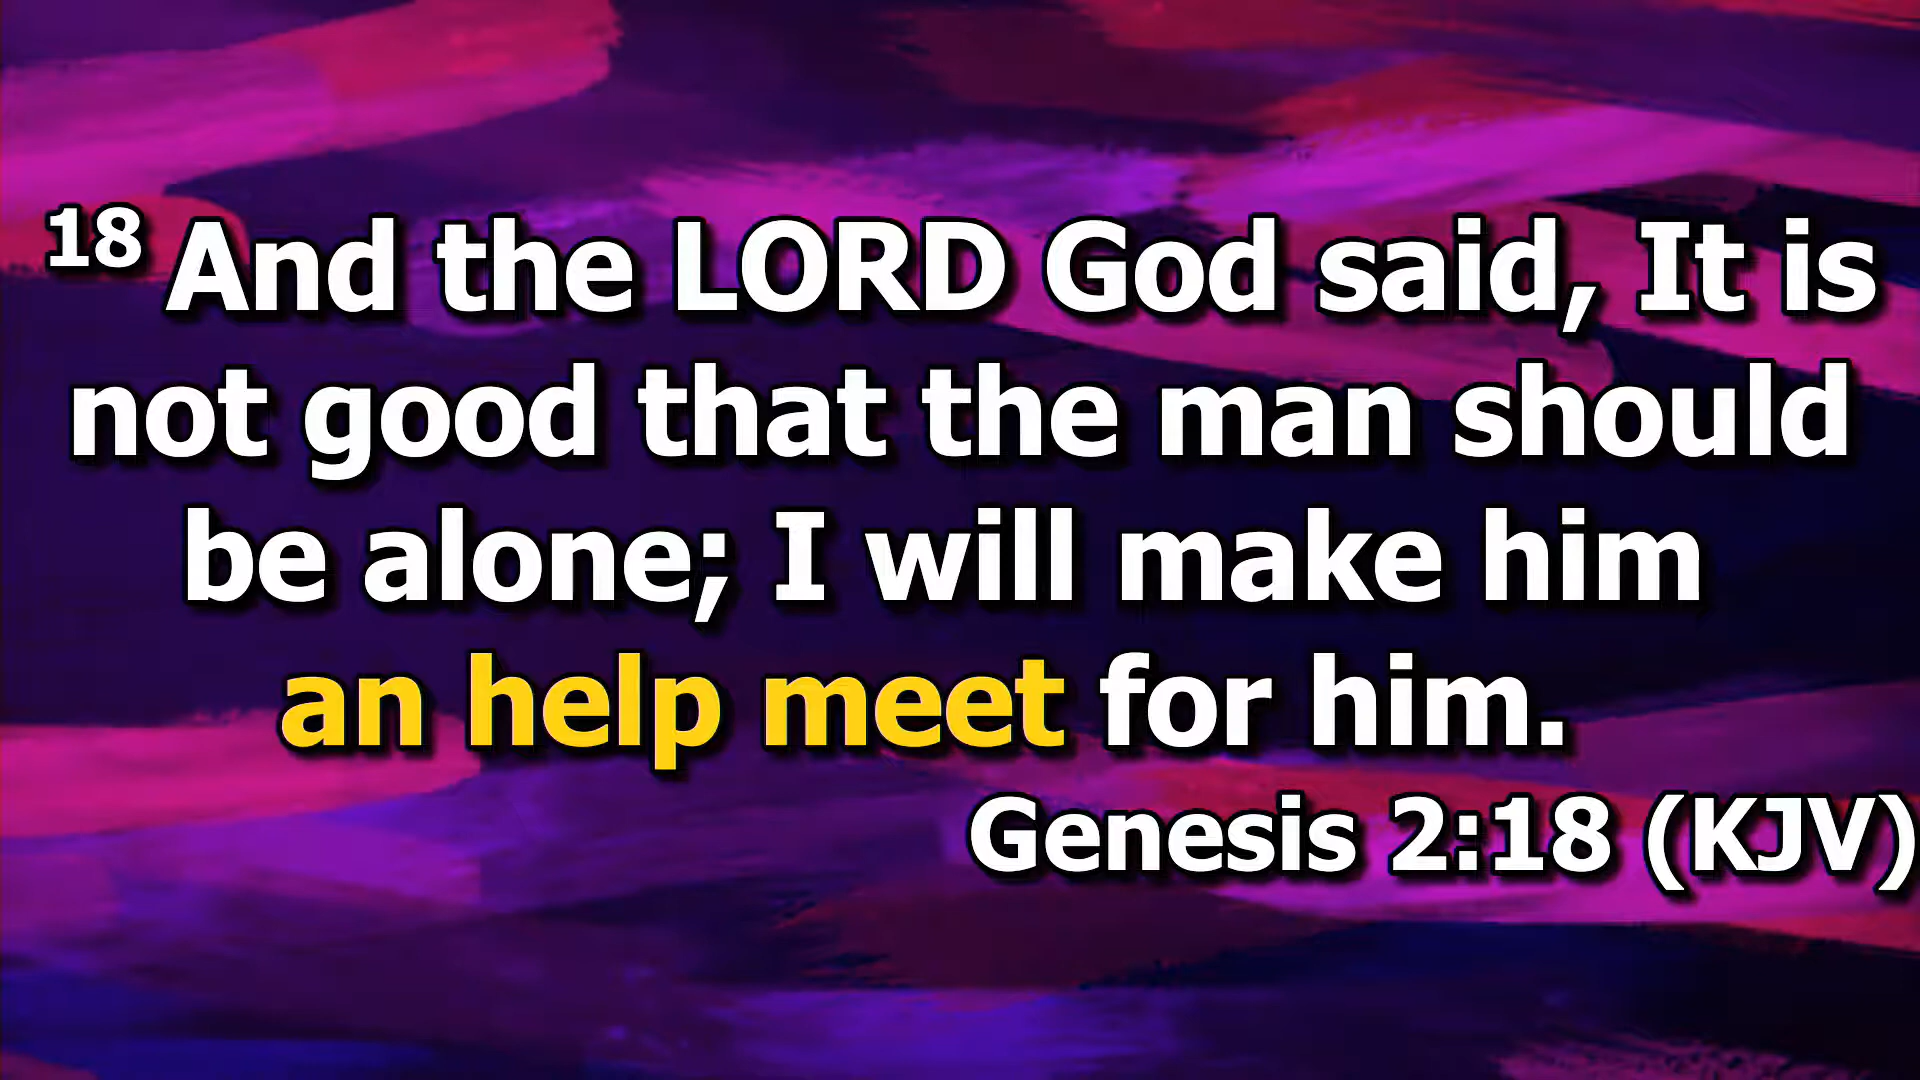 18 And the LORD God said, It is
not good that the man should
be alone; I will make him
an help meet for him.
Genesis 2:18 (KJV)